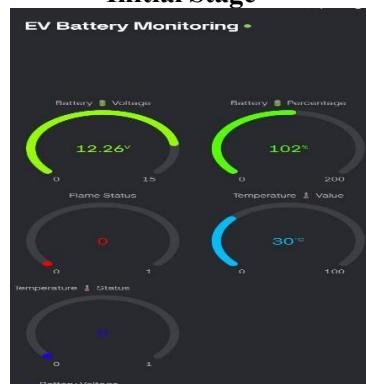 Initial Stage
EV Battery Monitoring
Battery Voltage
Battery Percentage
12.26V
102%
0 15
0 200
Flame Status
Temperature Value
0
30°C
0 1
0 100
Temperature Status
0
0 1
Battery Voltage